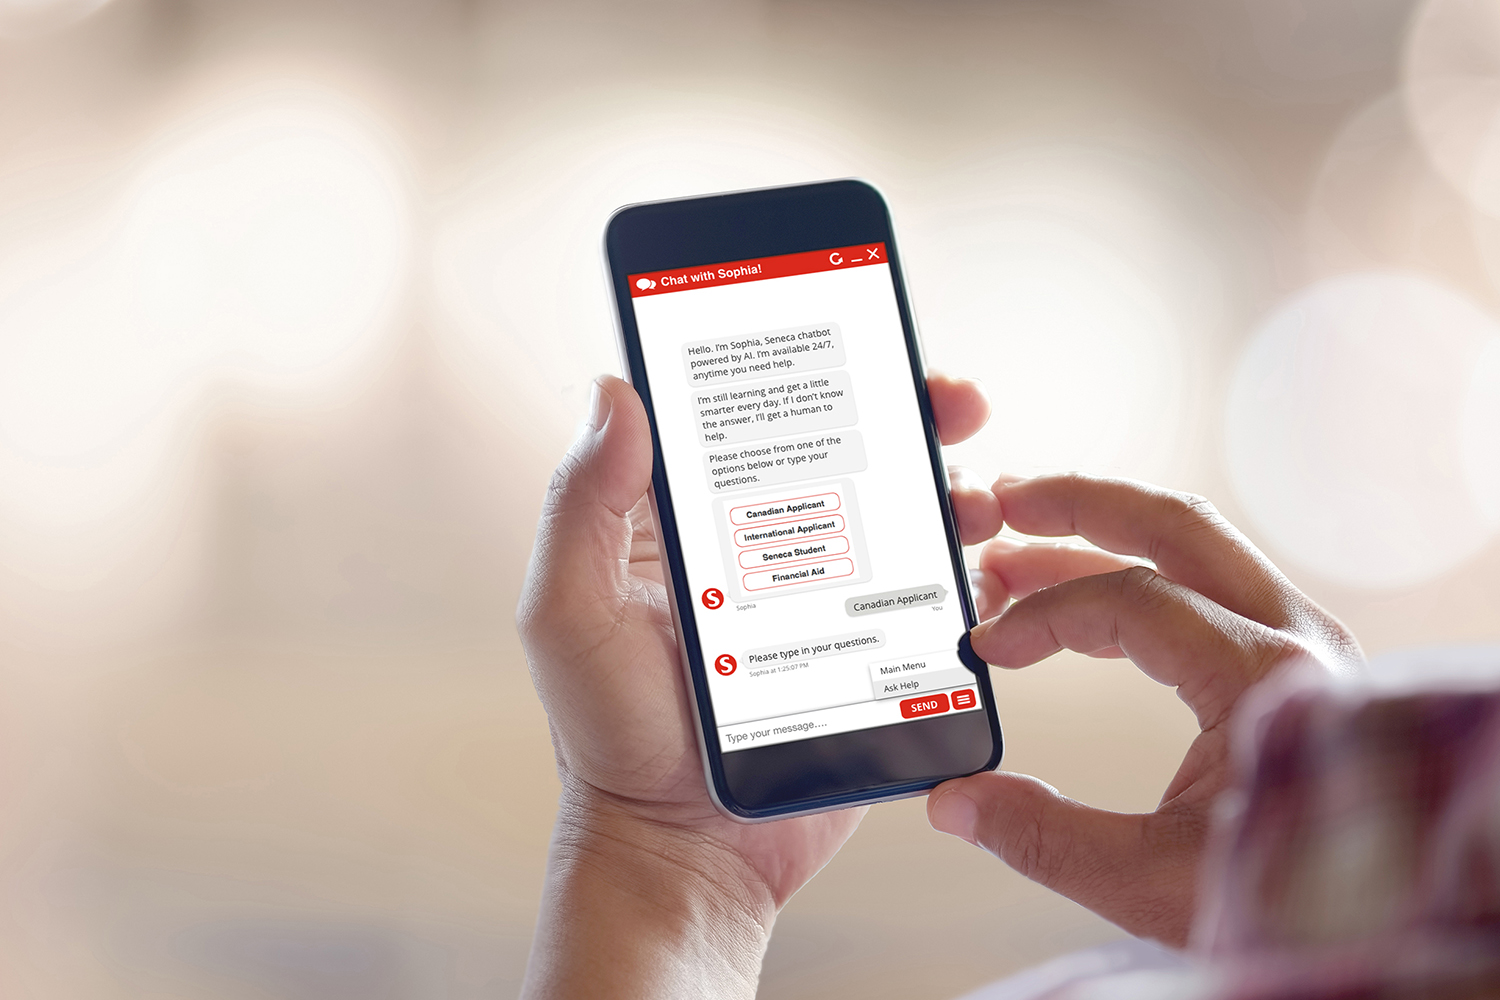 Chat with Sophia!
Hello. I'm Sophia, Seneca chatbot
powered by AI. I'm available 24/7,
anytime you need help.
I'm still learning and get a little
smarter every day. If I don't know
the answer, I'll get a human to
help.
Please choose from one of the
options below or type your
questions.
Canadian Applicant
International Applicant
Seneca Student
Financial Aid
S
Sophia
Canadian Applicant
You
S
Please type in your questions.
Sophia at 1:25:07 PM
Main Menu
Ask Help
Type your message....
SEND